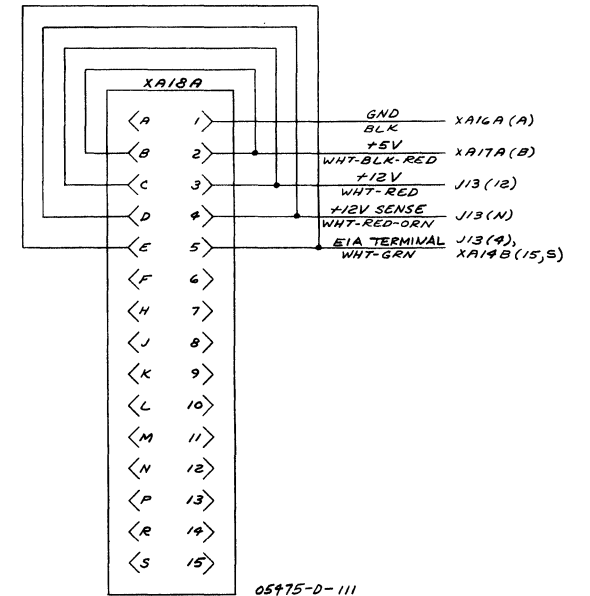 XA18A
A 1 GND BLK XA16A(A)
B 2 +5V WHT-BLK-RED XA17A(B)
C 3 +12V WHT-RED J13(12)
D 4 +12V SENSE WHT-RED-ORN J13(N)
E 5 EIA TERMINAL WHT-GRN J13(4), XA14B(15,S)
F 6
H 7
J 8
K 9
L 10
M 11
N 12
P 13
R 14
S 15
05475-D-111